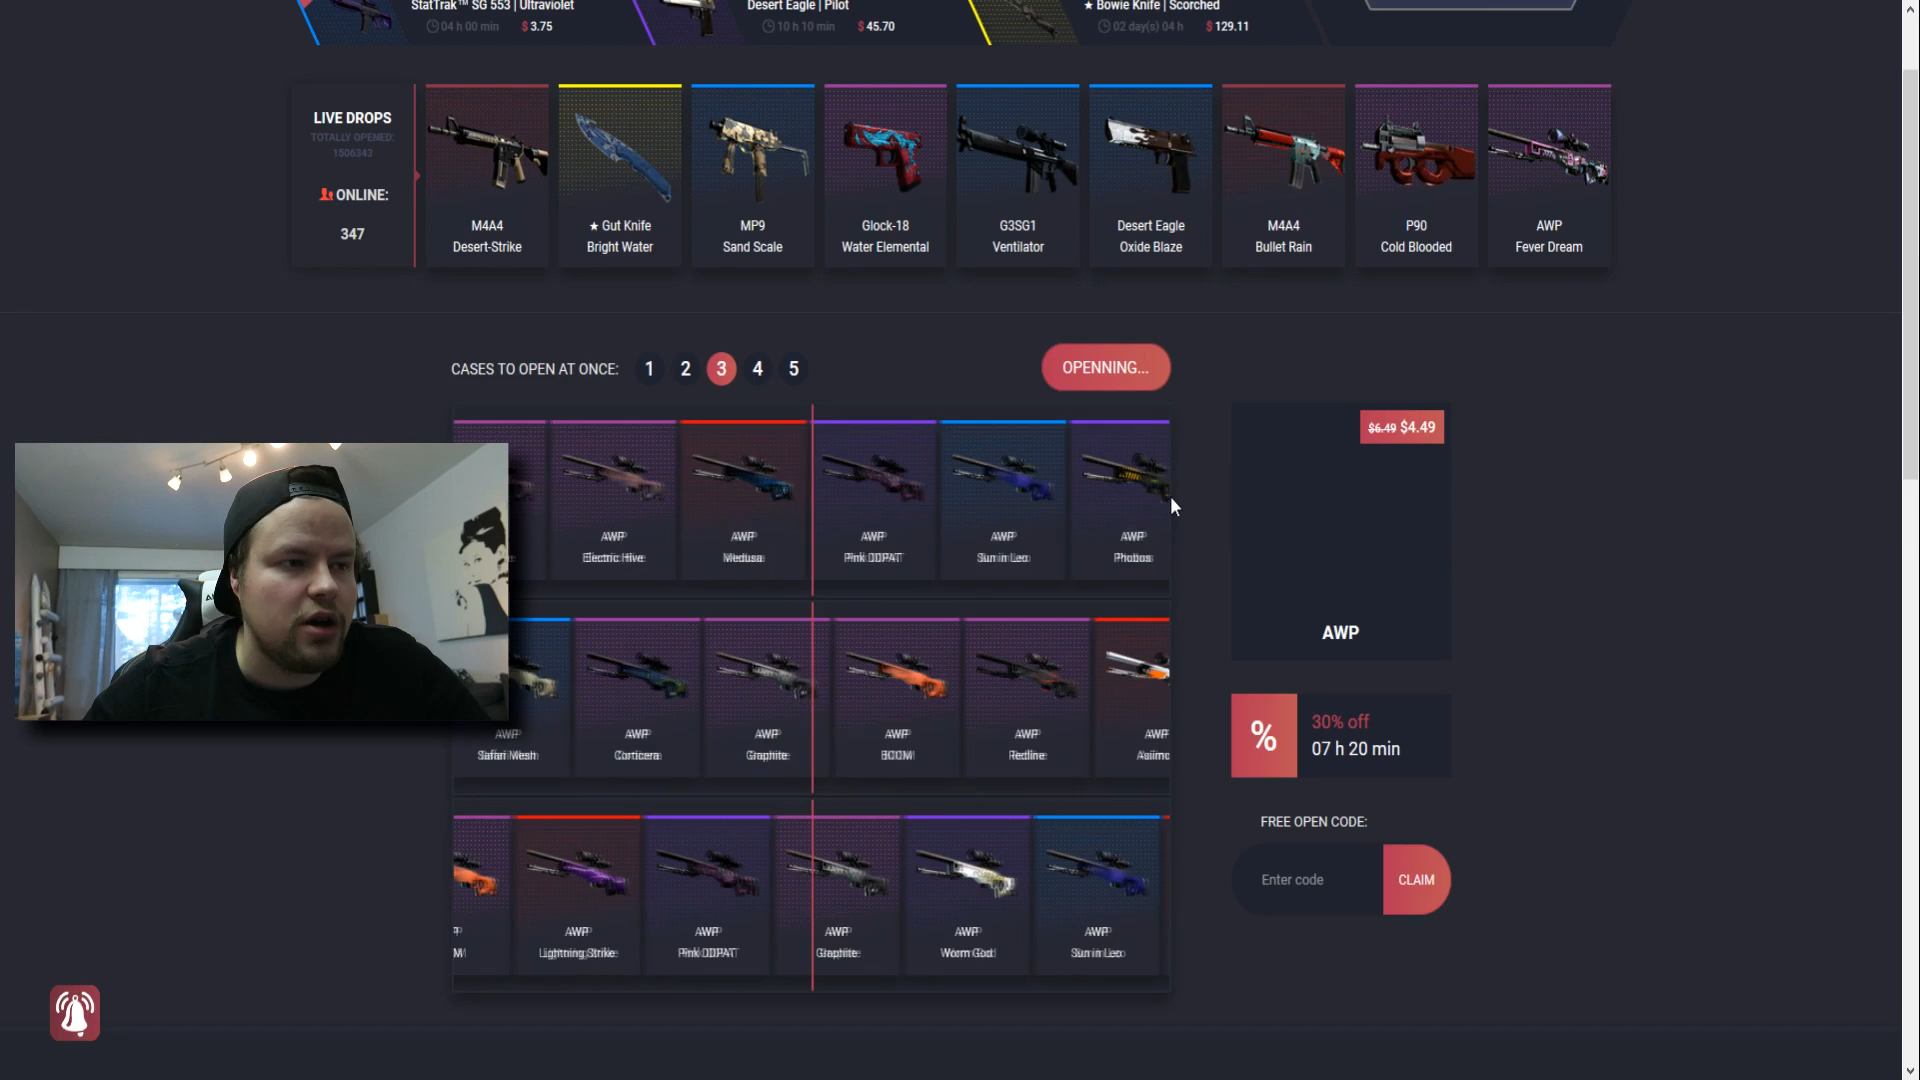 StatTrak™ SG 553 | Ultraviolet
Desert Eagle | Pilot
★ Bowie Knife | Scorched
04 h 00 min $ 3.75
10 h 10 min $ 45.70
02 day(s) 04 h $ 129.11
LIVE DROPS
TOTALLY OPENED:
1506343
ONLINE:
347
M4A4
Desert-Strike
★ Gut Knife
Bright Water
MP9
Sand Scale
Glock-18
Water Elemental
G3SG1
Ventilator
Desert Eagle
Oxide Blaze
M4A4
Bullet Rain
P90
Cold Blooded
AWP
Fever Dream
CASES TO OPEN AT ONCE: 1 2 3 4 5
OPENNING...
AWP
Electric Hive
AWP
Medusa
AWP
Pink DDPAT
AWP
Sun in Leo
AWP
Phobos
AWP
Safari Mesh
AWP
Corticera
AWP
Graphite
AWP
BOOM
AWP
Redline
AWP
Asiimo
P
M
AWP
Lightning Strike
AWP
Pink DDPAT
AWP
Graphite
AWP
Worm God
AWP
Sun in Leo
$6.49 $4.49
AWP
%
30% off
07 h 20 min
FREE OPEN CODE:
Enter code
CLAIM